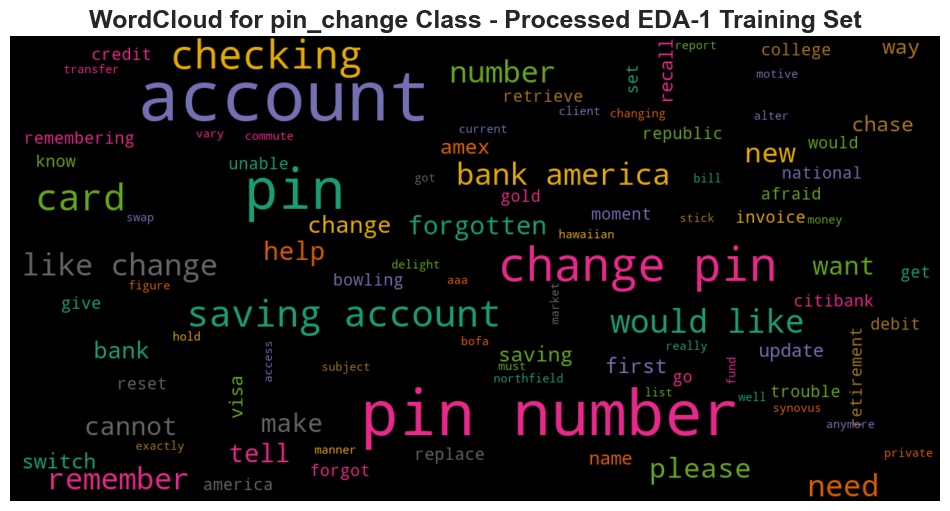 WordCloud for pin_change Class - Processed EDA-1 Training Set
credit
transfer
checking
account
number
retrieve
report
recall
set
college
way
motive
remembering
vary
commute
client
changing
current
alter
republic
would
chase
know
unable
amex
new
pin
got
bank america
bill
national
card
gold
afraid
swap
change
forgotten
moment
stick
invoice
money
hawaiian
help
like change
delight
change pin
want
get
figure
bowling
aaa
market
citibank
give
saving account
would like
debit
hold
bofa
bank
access
really
update
saving
first
must
retirement
reset
subject
northfield
go
fund
visa
list
well
trouble
synovus
cannot
make
pin number
anymore
exactly
manner
tell
replace
name
private
switch
forgot
please
remember
america
need